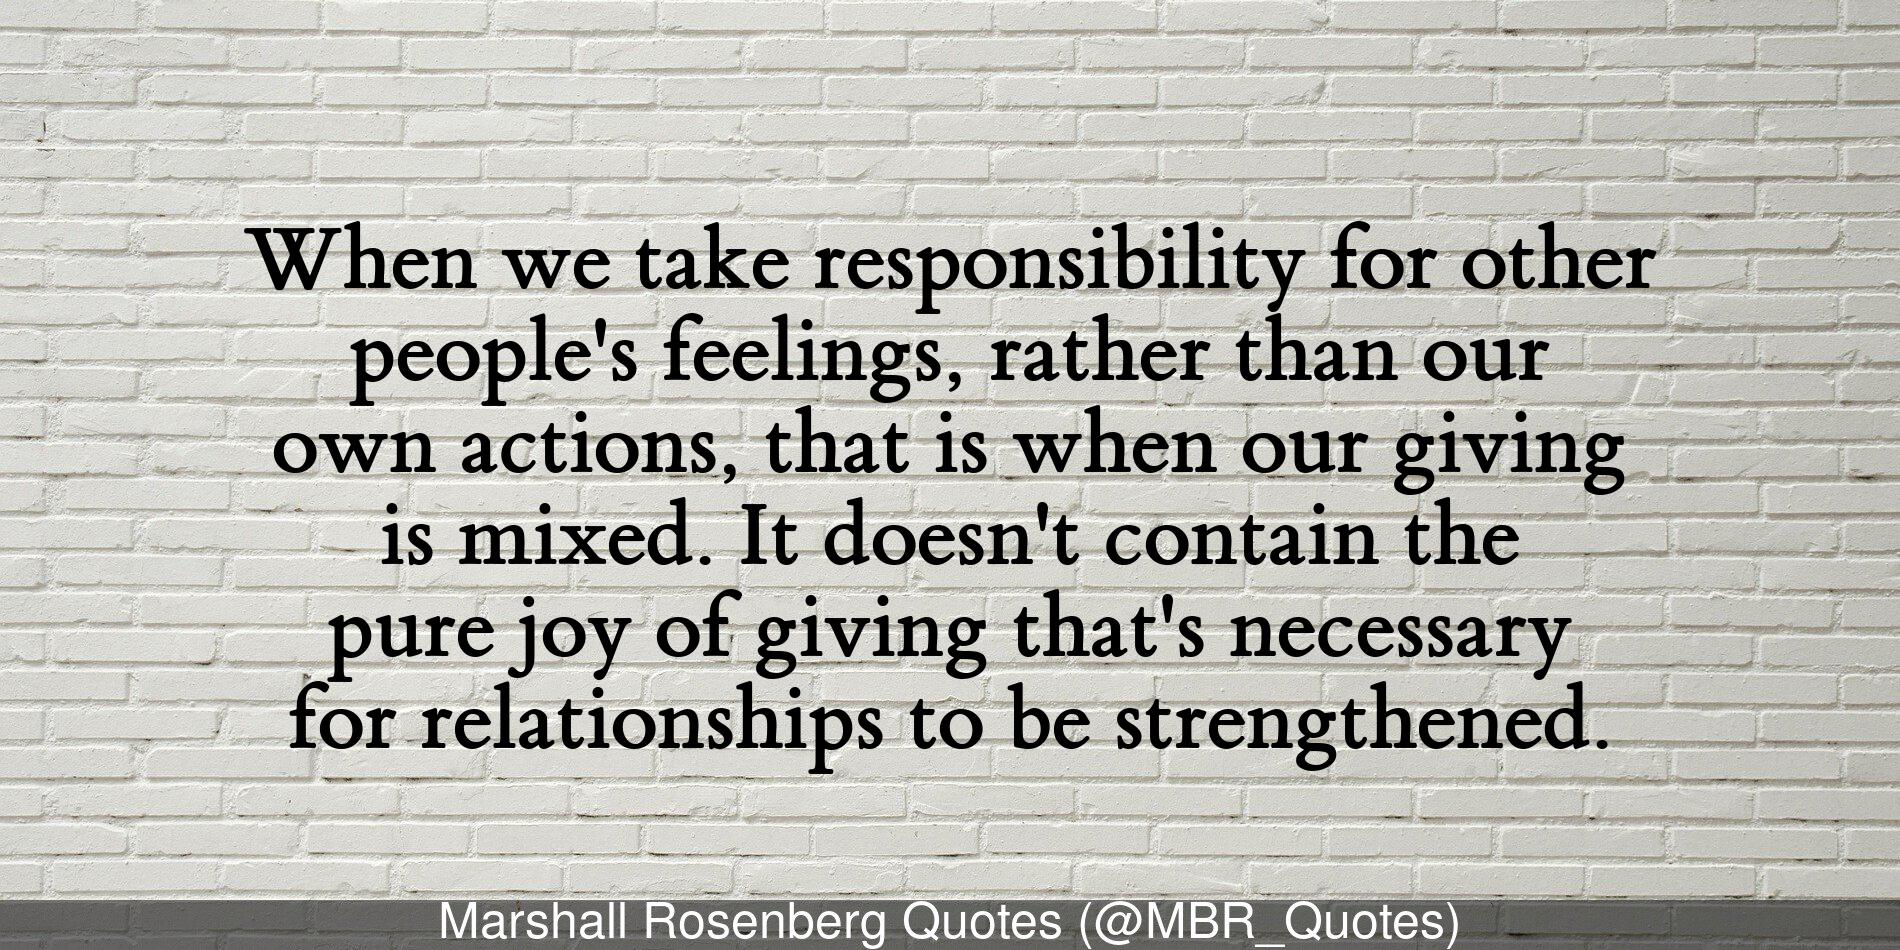 When we take responsibility for other
people's feelings, rather than our
own actions, that is when our giving
is mixed. It doesn't contain the
pure joy of giving that's necessary
for relationships to be strengthened.
Marshall Rosenberg Quotes (@MBR_Quotes)